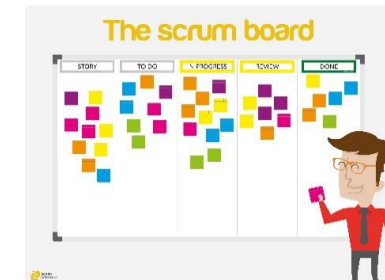 The scrum board
STORY
TO DO
IN PROGRESS
REVIEW
DONE